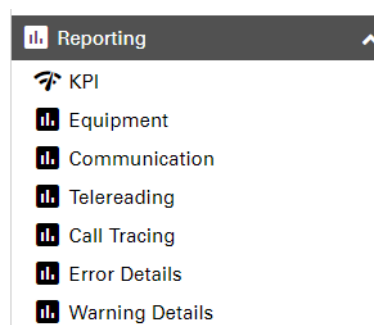 Reporting
KPI
Equipment
Communication
Telereading
Call Tracing
Error Details
Warning Details